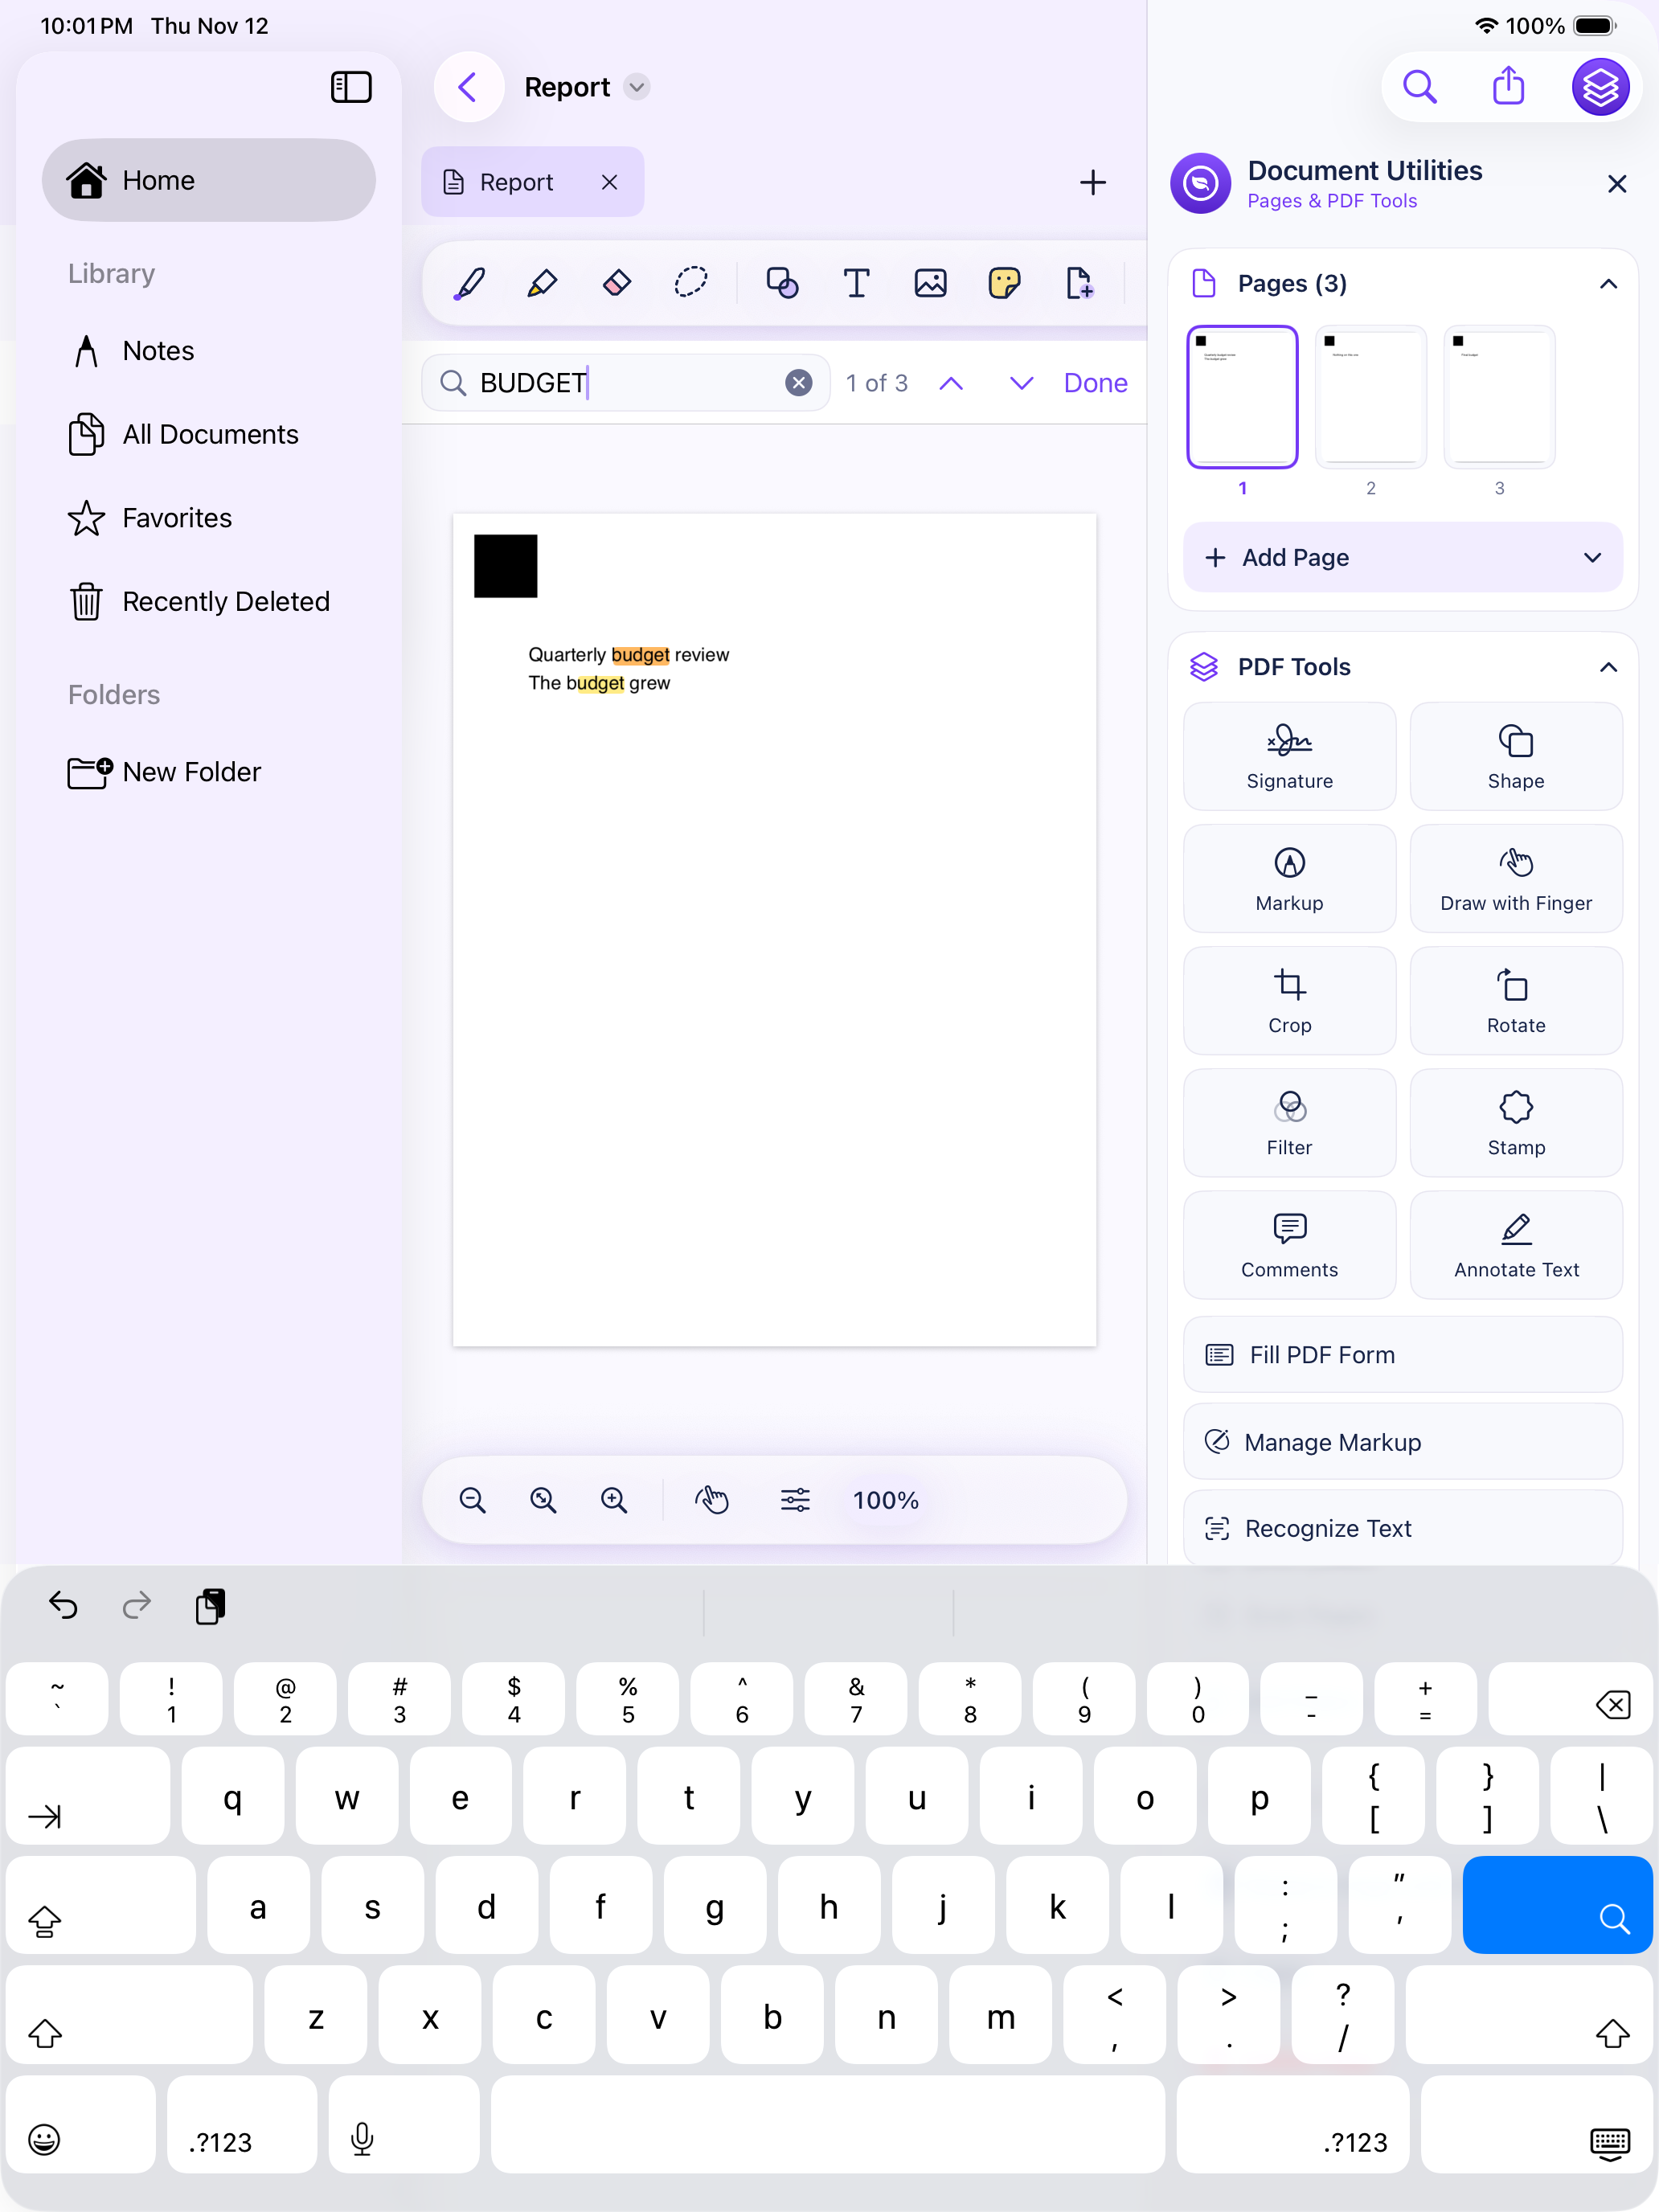 10:01 PM Thu Nov 12
100%
Home
Library
Notes
All Documents
Favorites
Recently Deleted
Folders
New Folder
Report
Report
BUDGET
1 of 3
Done
Quarterly budget review
The budget grew
100%
Document Utilities
Pages & PDF Tools
Pages (3)
1
2
3
Add Page
PDF Tools
Signature
Shape
Markup
Draw with Finger
Crop
Rotate
Filter
Stamp
Comments
Annotate Text
Fill PDF Form
Manage Markup
Recognize Text
~ ! @ # $ % ^ & * ( ) _ +
` 1 2 3 4 5 6 7 8 9 0 - =
q w e r t y u i o p { } |
[ ] \
a s d f g h j k l : "
; '
z x c v b n m < > ?
, . /
.?123 .?123